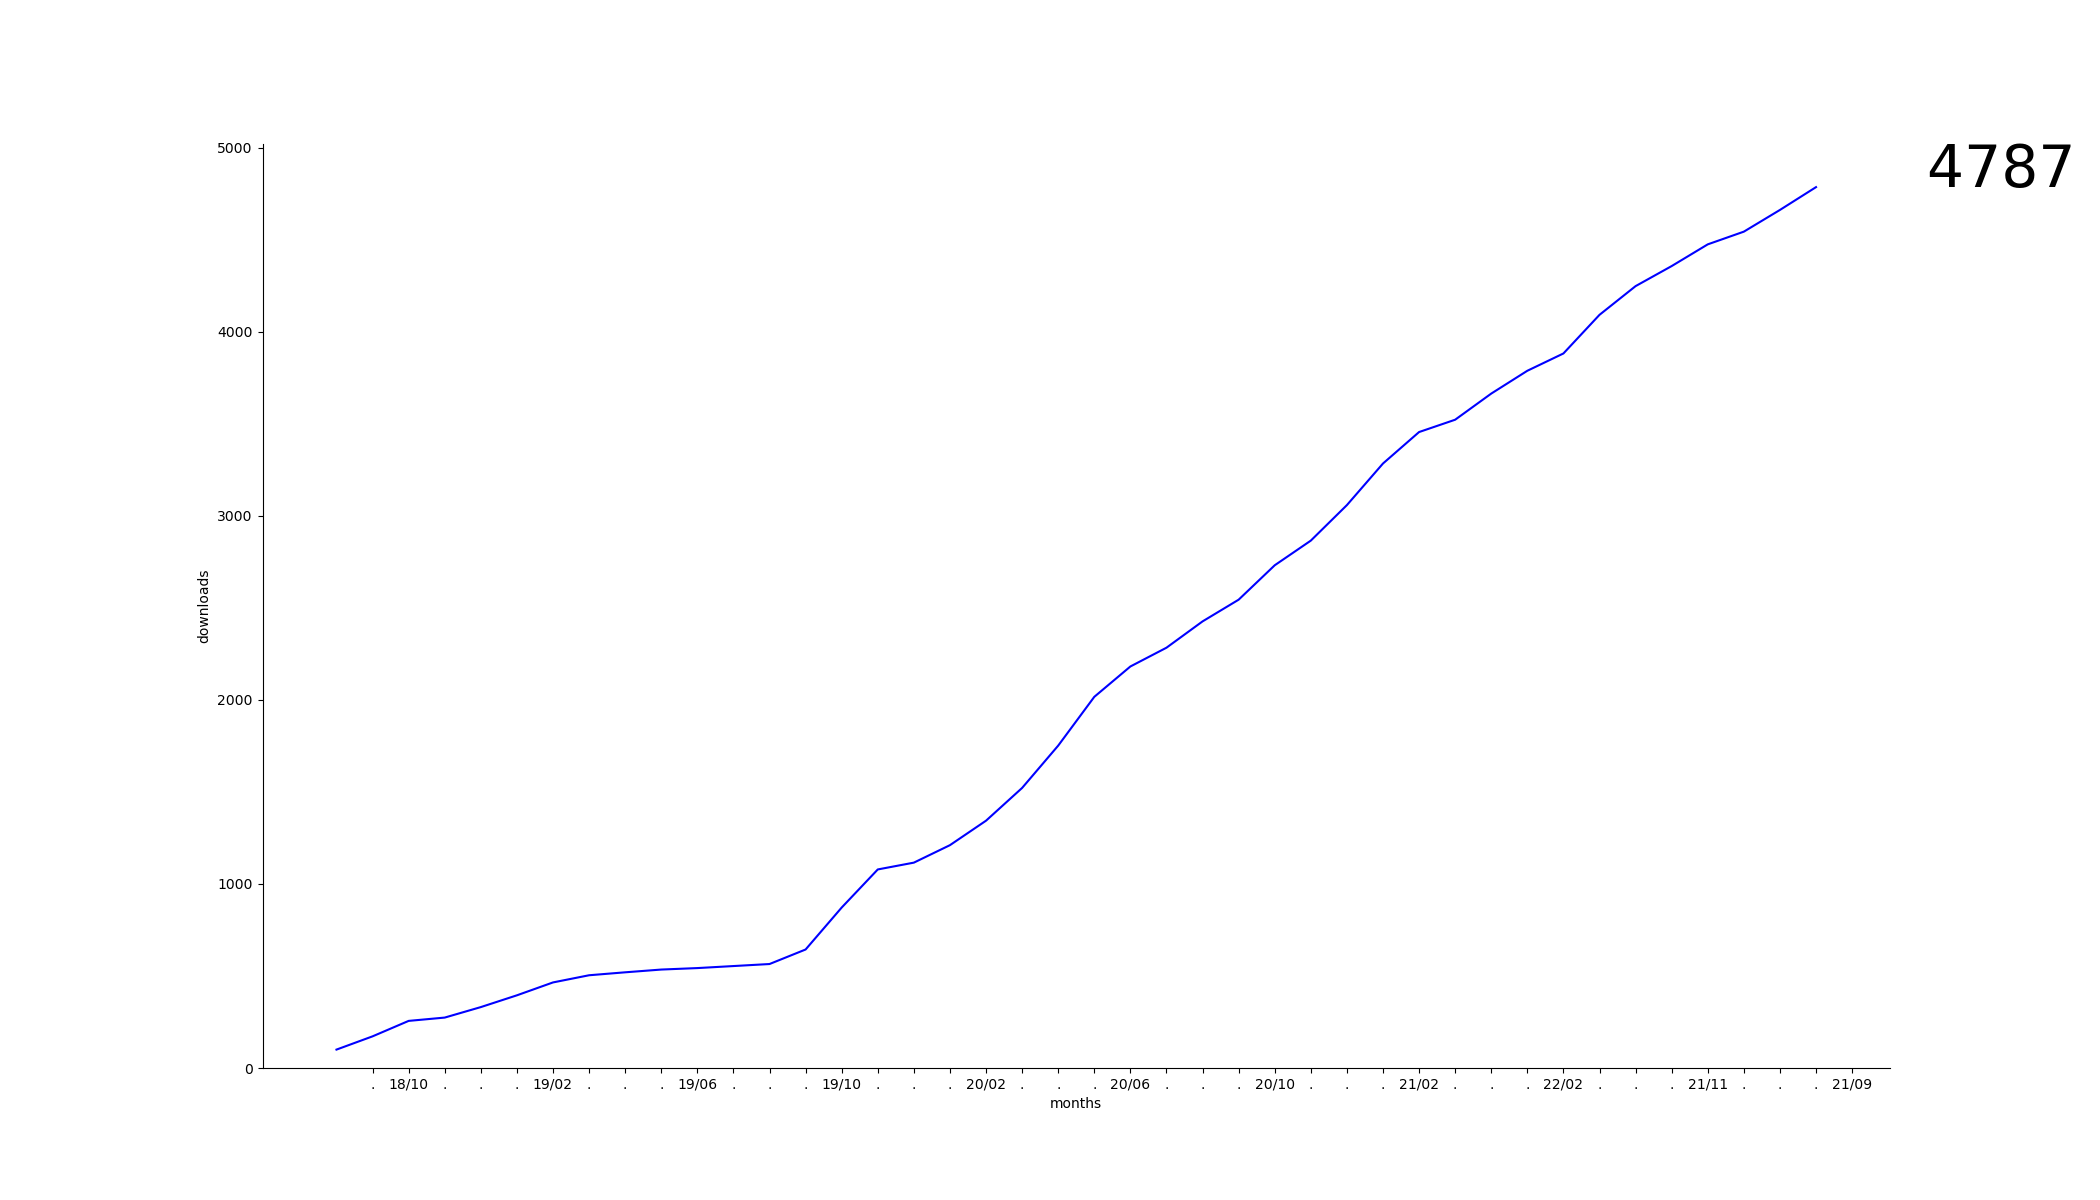 4787
5000
4000
3000
2000
1000
0
downloads
. 18/10 . . . 19/02 . . . 19/06 . . . 19/10 . . . 20/02 . . . 20/06 . . . 20/10 . . . 21/02 . . . 22/02 . . . 21/11 . . . 21/09
months